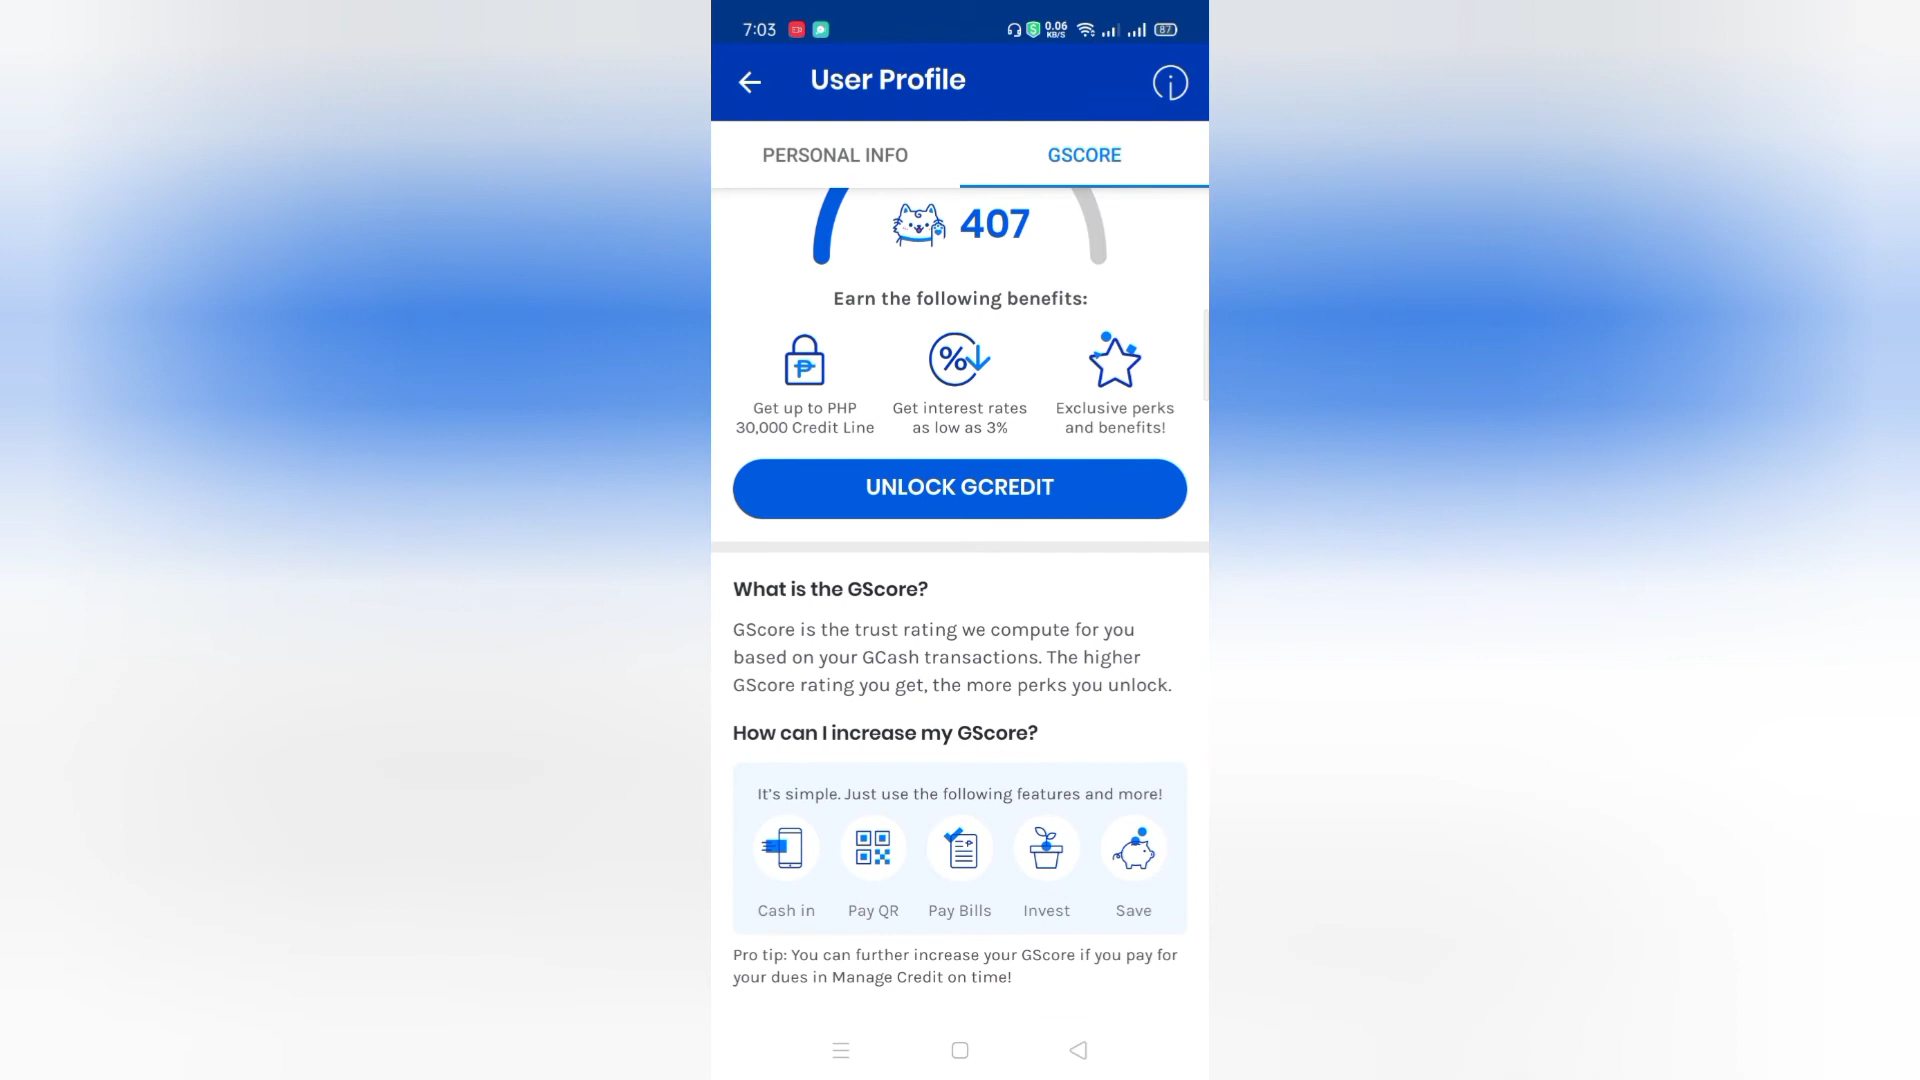 7:03
0.06
KB/S
87
User Profile
PERSONAL INFO
GSCORE
407
Earn the following benefits:
Get up to PHP
30,000 Credit Line
Get interest rates
as low as 3%
Exclusive perks
and benefits!
UNLOCK GCREDIT
What is the GScore?
GScore is the trust rating we compute for you
based on your GCash transactions. The higher
GScore rating you get, the more perks you unlock.
How can I increase my GScore?
It's simple. Just use the following features and more!
Cash in
Pay QR
Pay Bills
Invest
Save
Pro tip: You can further increase your GScore if you pay for
your dues in Manage Credit on time!